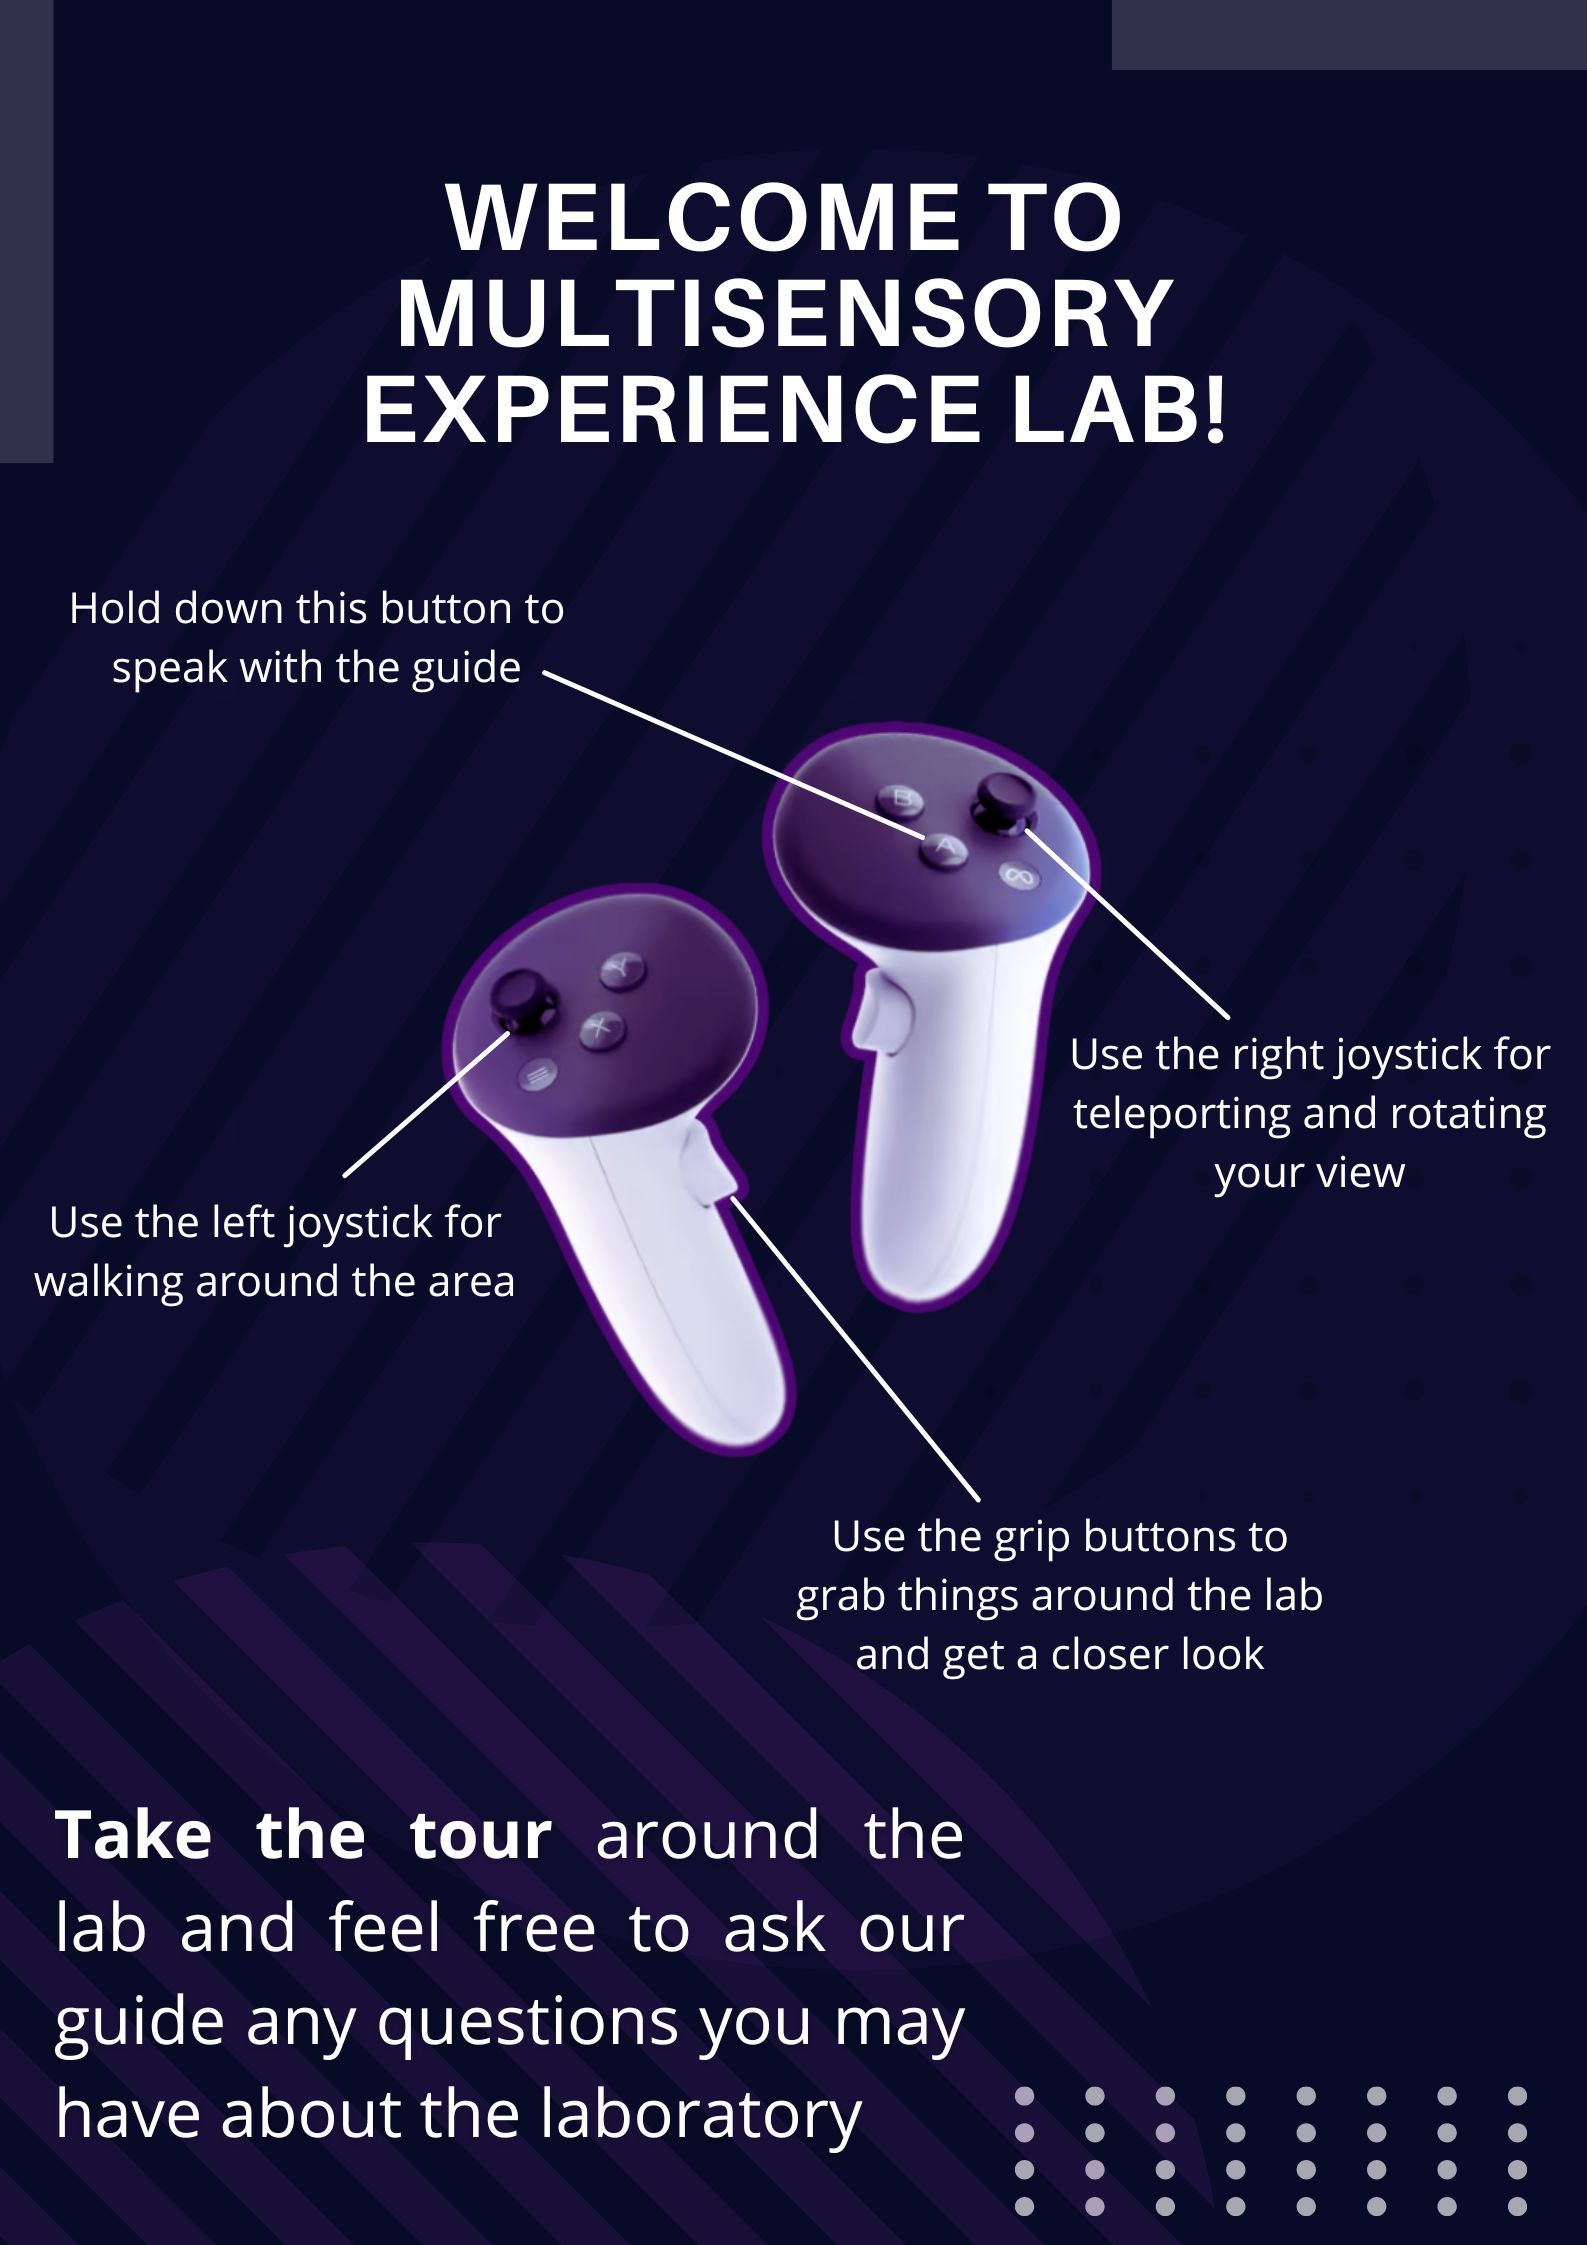 WELCOME TO
MULTISENSORY
EXPERIENCE LAB!
Hold down this button to
speak with the guide
B
A
Y
X
Use the right joystick for
teleporting and rotating
your view
Use the left joystick for
walking around the area
Use the grip buttons to
grab things around the lab
and get a closer look
Take the tour around the
lab and feel free to ask our
guide any questions you may
have about the laboratory